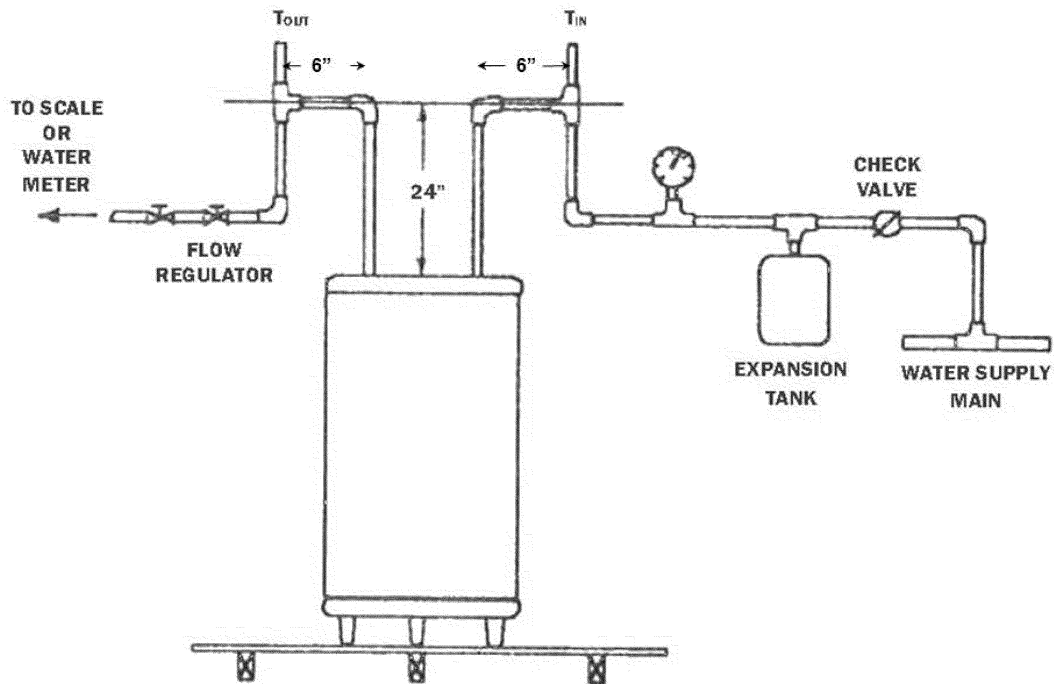 TOUT
TIN
6”
6”
TO SCALE
OR
WATER
METER
24"
CHECK
VALVE
FLOW
REGULATOR
EXPANSION
TANK
WATER SUPPLY
MAIN